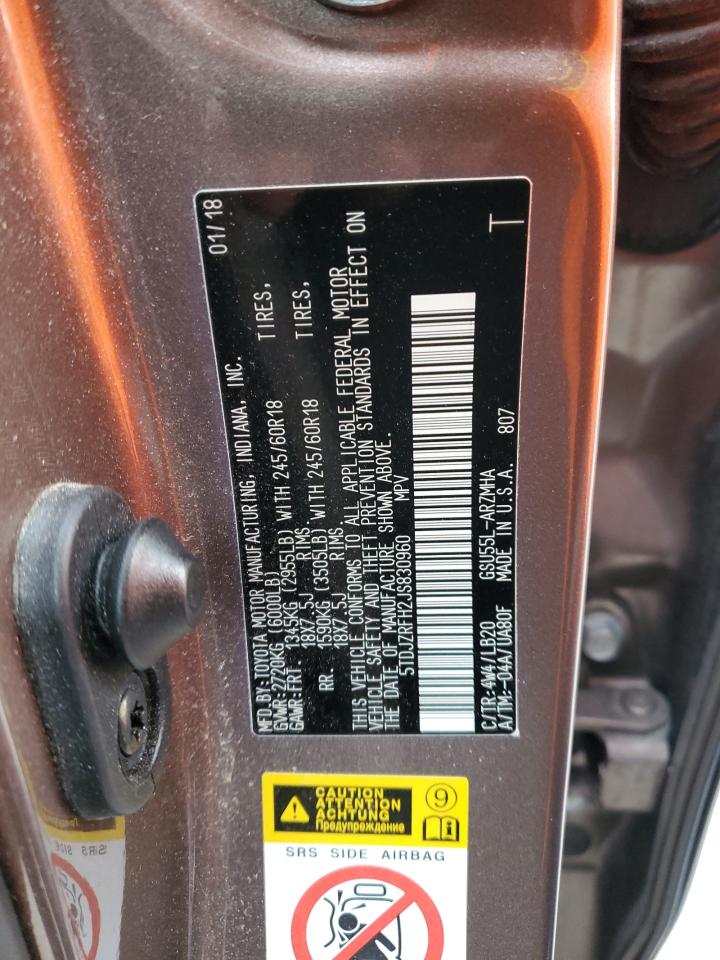 01/18
MFD.BY:TOYOTA MOTOR MANUFACTURING, INDIANA, INC.
GVWR:2720KG (6000LB)
GAWR:FRT. 1345KG (2955LB) WITH 245/60R18 TIRES,
18X7.5J RIMS
RR. 1590KG (3505LB) WITH 245/60R18 TIRES,
18X7.5J RIMS
THIS VEHICLE CONFORMS TO ALL APPLICABLE FEDERAL MOTOR
VEHICLE SAFETY AND THEFT PREVENTION STANDARDS IN EFFECT ON
THE DATE OF MANUFACTURE SHOWN ABOVE.
5TDJZRFH2JS830960 MPV
C/TR:4W4/LB20 GSU55L-ARZMHA 807
A/TM:-04A/UA80F MADE IN U.S.A. T
CAUTION
ATTENTION
ACHTUNG
Предупреждение
9
SRS SIDE AIRBAG
SRS SIDE